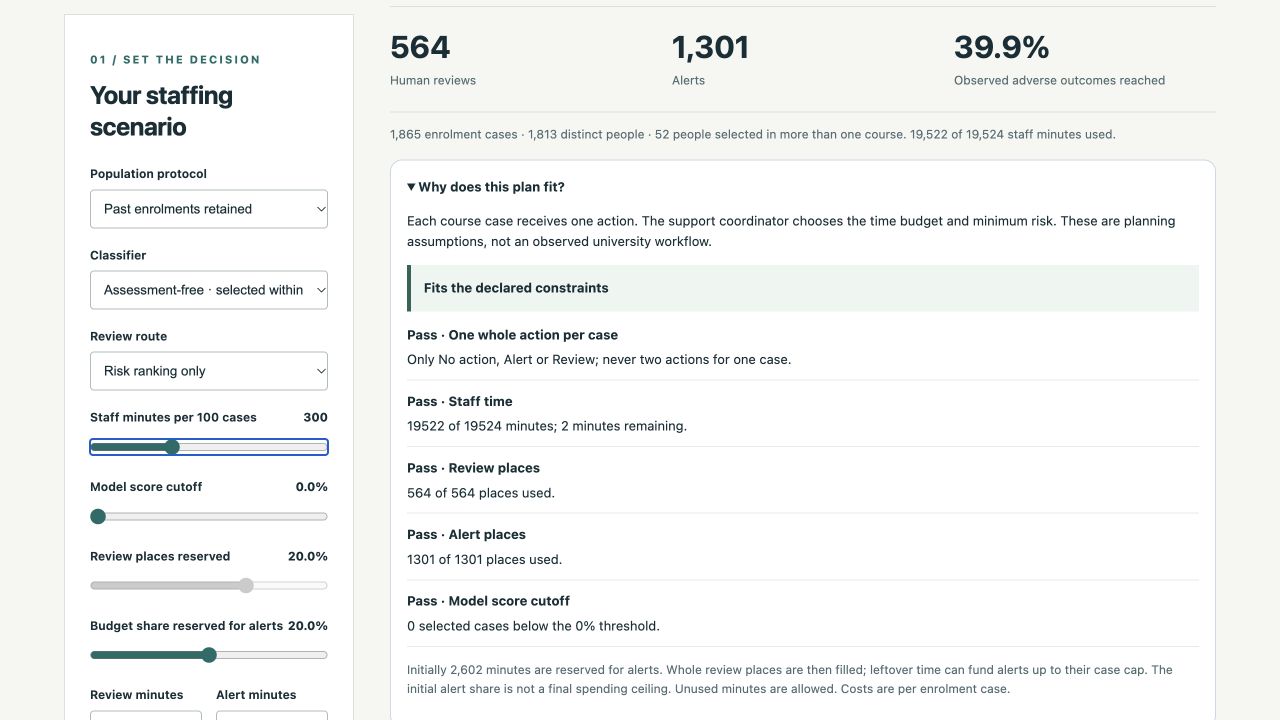 01 / SET THE DECISION
Your staffing
scenario
Population protocol
Past enrolments retained
Classifier
Assessment-free · selected within
Review route
Risk ranking only
Staff minutes per 100 cases 300
Model score cutoff 0.0%
Review places reserved 20.0%
Budget share reserved for alerts 20.0%
Review minutes Alert minutes
564 1,301 39.9%
Human reviews Alerts Observed adverse outcomes reached
1,865 enrolment cases · 1,813 distinct people · 52 people selected in more than one course. 19,522 of 19,524 staff minutes used.
Why does this plan fit?
Each course case receives one action. The support coordinator chooses the time budget and minimum risk. These are planning
assumptions, not an observed university workflow.
Fits the declared constraints
Pass · One whole action per case
Only No action, Alert or Review; never two actions for one case.
Pass · Staff time
19522 of 19524 minutes; 2 minutes remaining.
Pass · Review places
564 of 564 places used.
Pass · Alert places
1301 of 1301 places used.
Pass · Model score cutoff
0 selected cases below the 0% threshold.
Initially 2,602 minutes are reserved for alerts. Whole review places are then filled; leftover time can fund alerts up to their case cap. The
initial alert share is not a final spending ceiling. Unused minutes are allowed. Costs are per enrolment case.